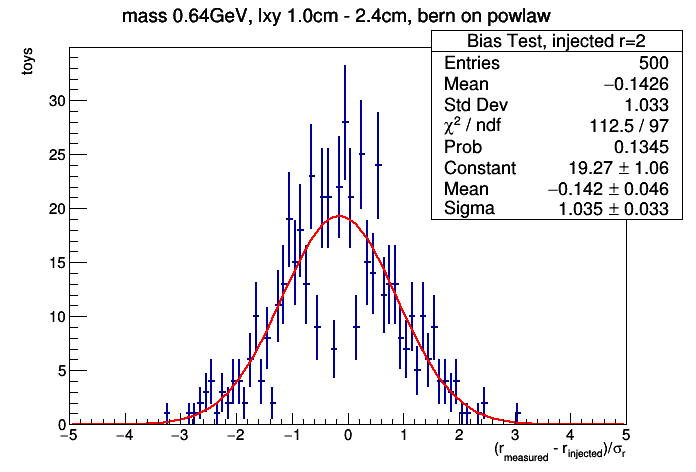 mass 0.64GeV, lxy 1.0cm - 2.4cm, bern on powlaw
toys
Bias Test, injected r=2
Entries 500
Mean −0.1426
Std Dev 1.033
χ² / ndf 112.5 / 97
Prob 0.1345
Constant 19.27 ± 1.06
Mean −0.142 ± 0.046
Sigma 1.035 ± 0.033
30
25
20
15
10
5
0
−5 −4 −3 −2 −1 0 1 2 3 4 5
(r_measured - r_injected)/σ_r